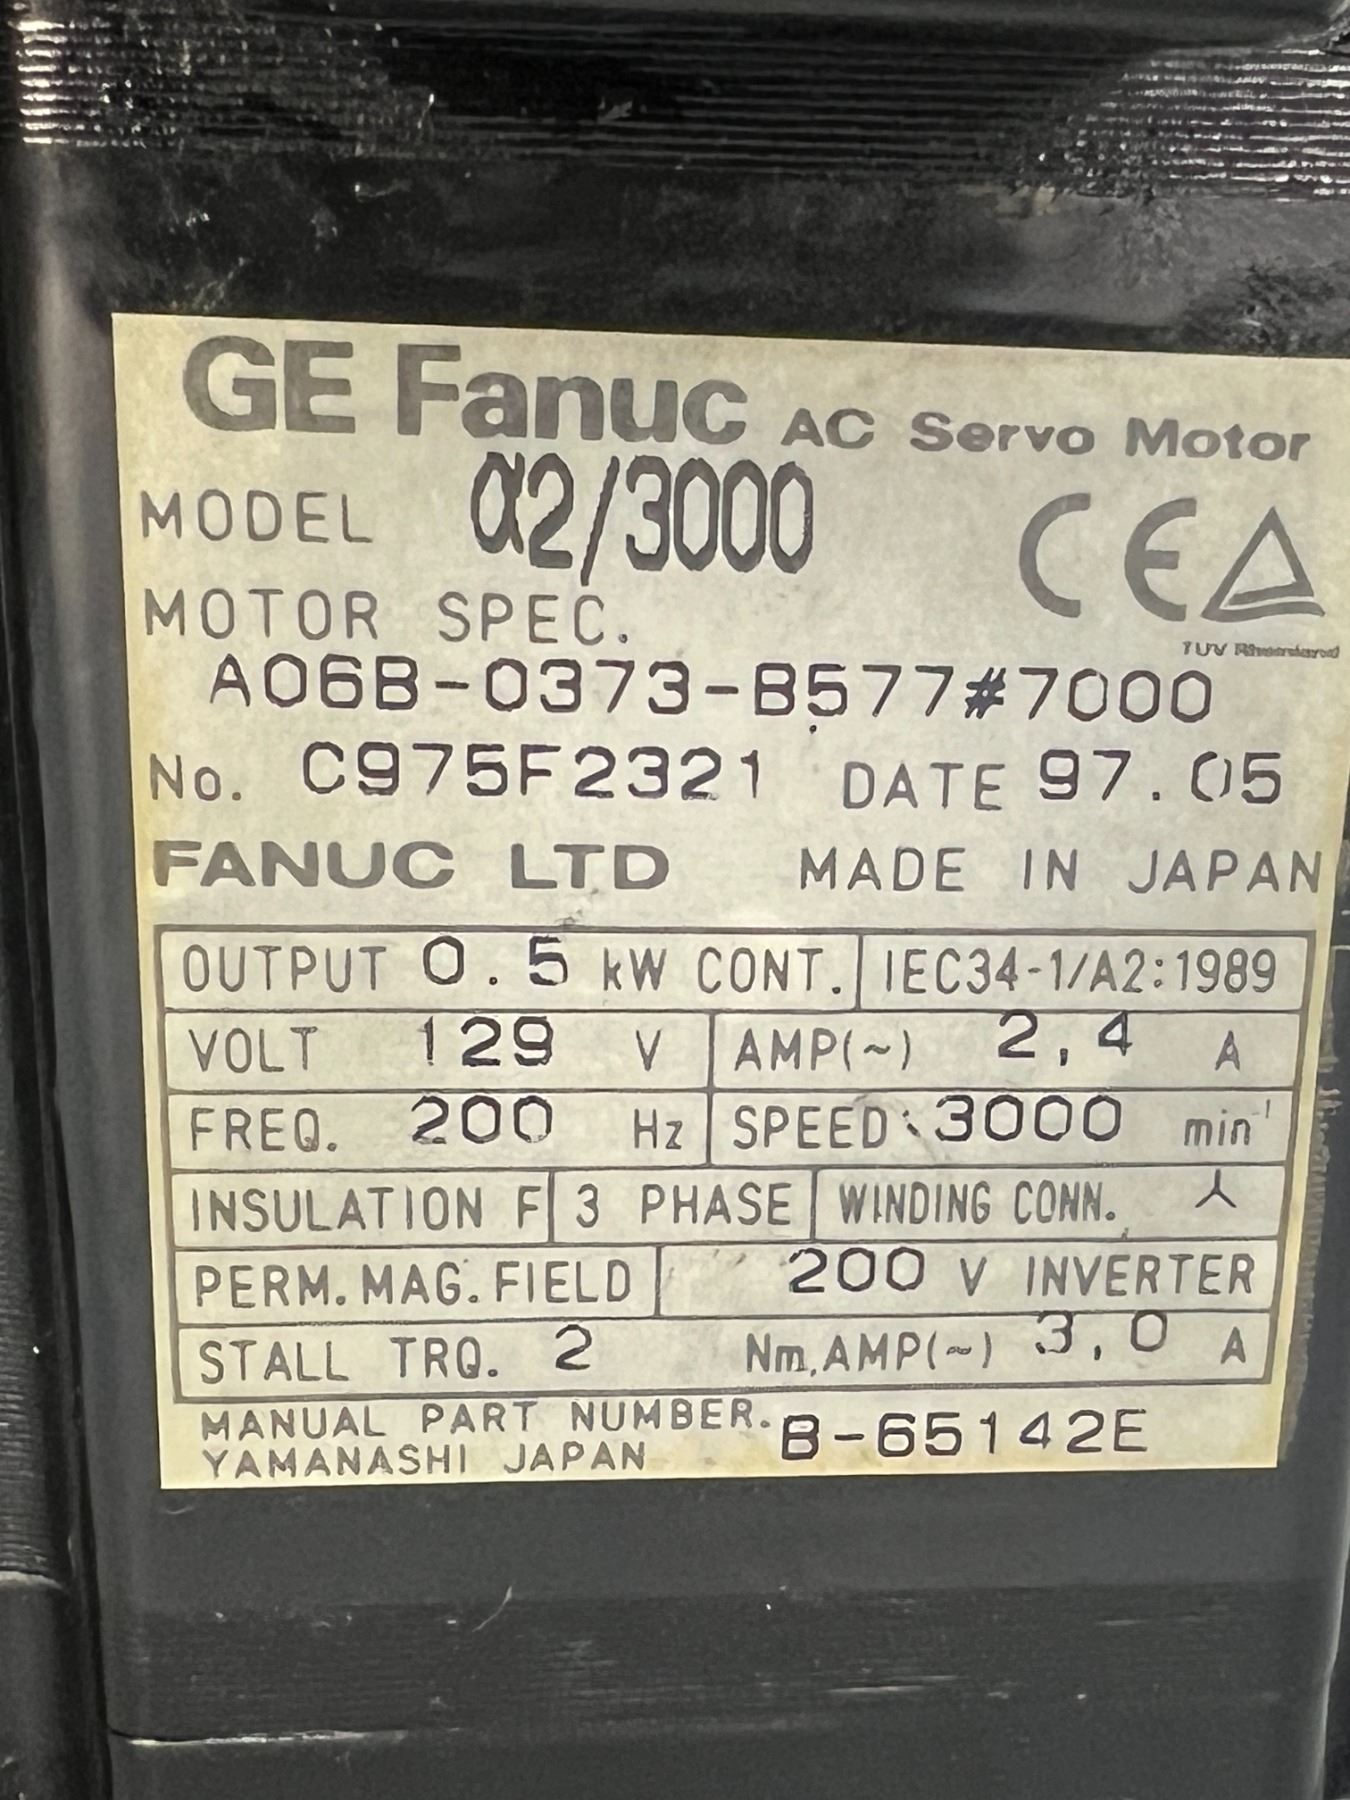 GE Fanuc AC Servo Motor
MODEL α2/3000 CE
MOTOR SPEC.
TUV Rheinland
A06B-0373-B577#7000
No. C975F2321 DATE 97.05
FANUC LTD MADE IN JAPAN
OUTPUT 0.5 kW CONT. IEC34-1/A2:1989
VOLT 129 V AMP(~) 2,4 A
FREQ. 200 Hz SPEED: 3000 min⁻¹
INSULATION F 3 PHASE WINDING CONN. ⅄
PERM. MAG. FIELD 200 V INVERTER
STALL TRQ. 2 Nm,AMP(~) 3,0 A
MANUAL PART NUMBER. B-65142E
YAMANASHI JAPAN